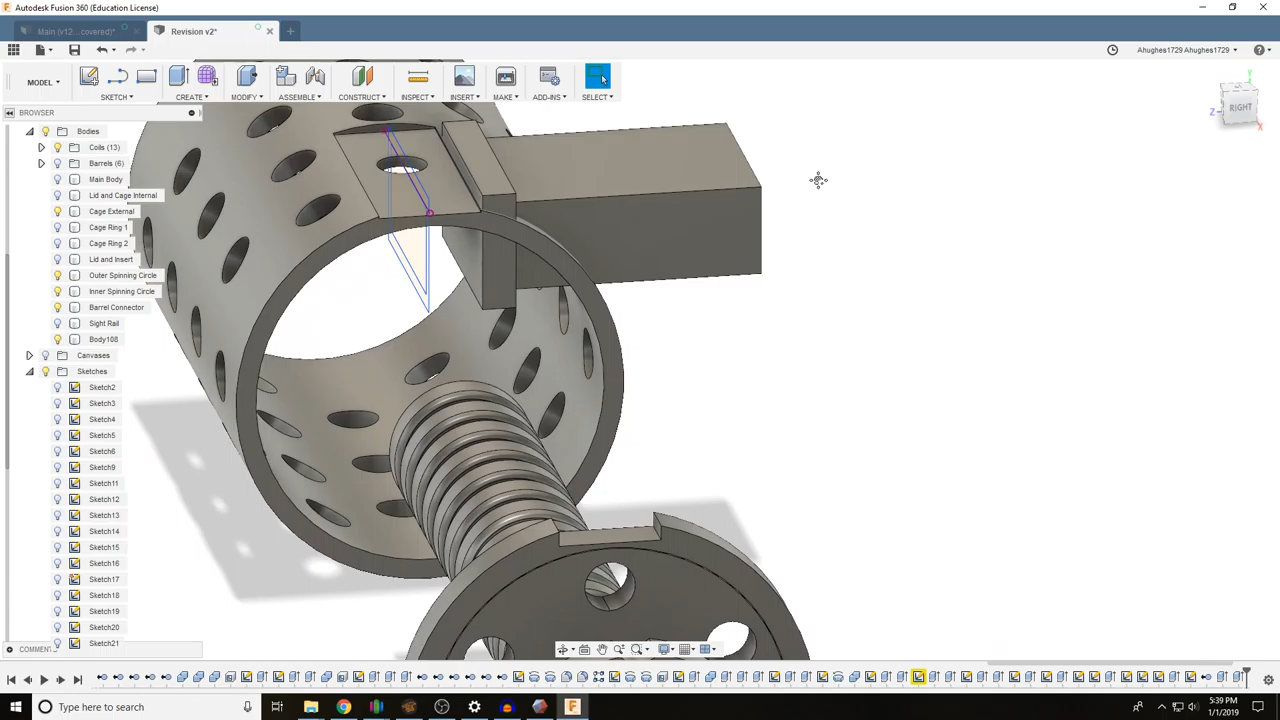 Autodesk Fusion 360 (Education License)
Main (v12...covered)*
Revision v2*
Ahughes1729 Ahughes1729
MODEL
SKETCH
CREATE
MODIFY
ASSEMBLE
CONSTRUCT
INSPECT
INSERT
MAKE
ADD-INS
SELECT
BROWSER
RIGHT
Y
Z
X
Bodies
Coils (13)
Barrels (6)
Main Body
Lid and Cage Internal
Cage External
Cage Ring 1
Cage Ring 2
Lid and Insert
Outer Spinning Circle
Inner Spinning Circle
Barrel Connector
Sight Rail
Body108
Canvases
Sketches
Sketch2
Sketch3
Sketch4
Sketch5
Sketch6
Sketch9
Sketch11
Sketch12
Sketch13
Sketch14
Sketch15
Sketch16
Sketch17
Sketch18
Sketch19
Sketch20
Sketch21
Type here to search
5:39 PM
1/1/2019